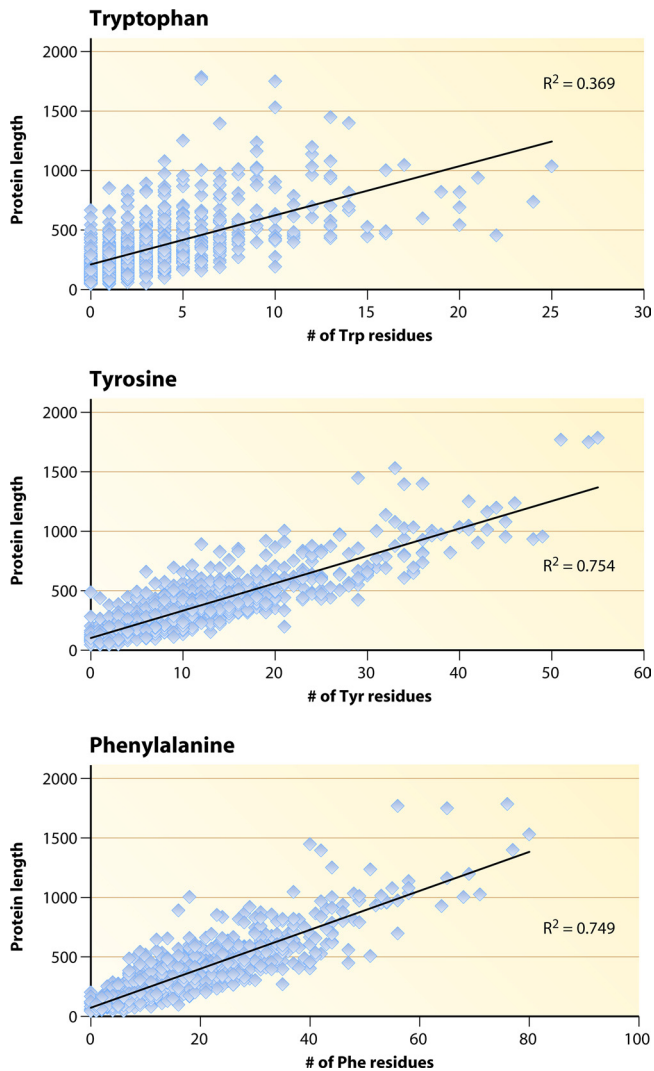 Tryptophan
2000
1500
1000
500
0
Protein length
R² = 0.369
0 5 10 15 20 25 30
# of Trp residues
Tyrosine
2000
1500
1000
500
0
Protein length
R² = 0.754
0 10 20 30 40 50 60
# of Tyr residues
Phenylalanine
2000
1500
1000
500
0
Protein length
R² = 0.749
0 20 40 60 80 100
# of Phe residues